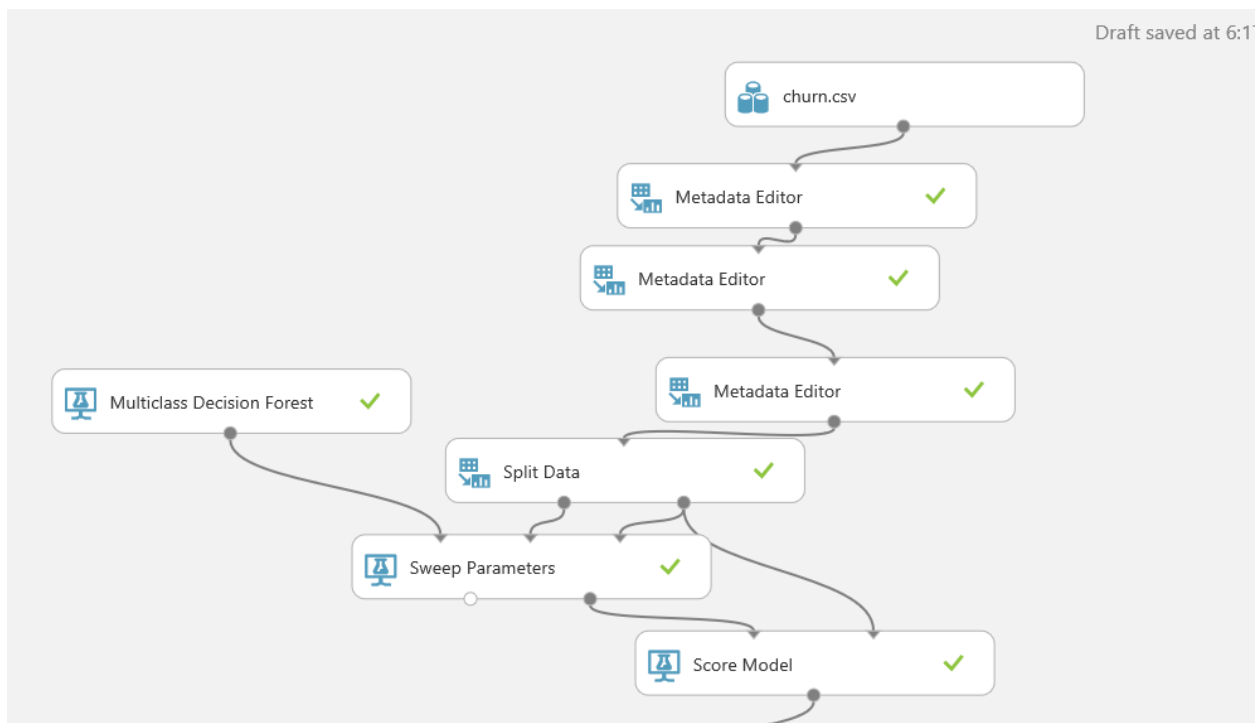 Draft saved at 6:17
churn.csv
Metadata Editor
Metadata Editor
Metadata Editor
Multiclass Decision Forest
Split Data
Sweep Parameters
Score Model